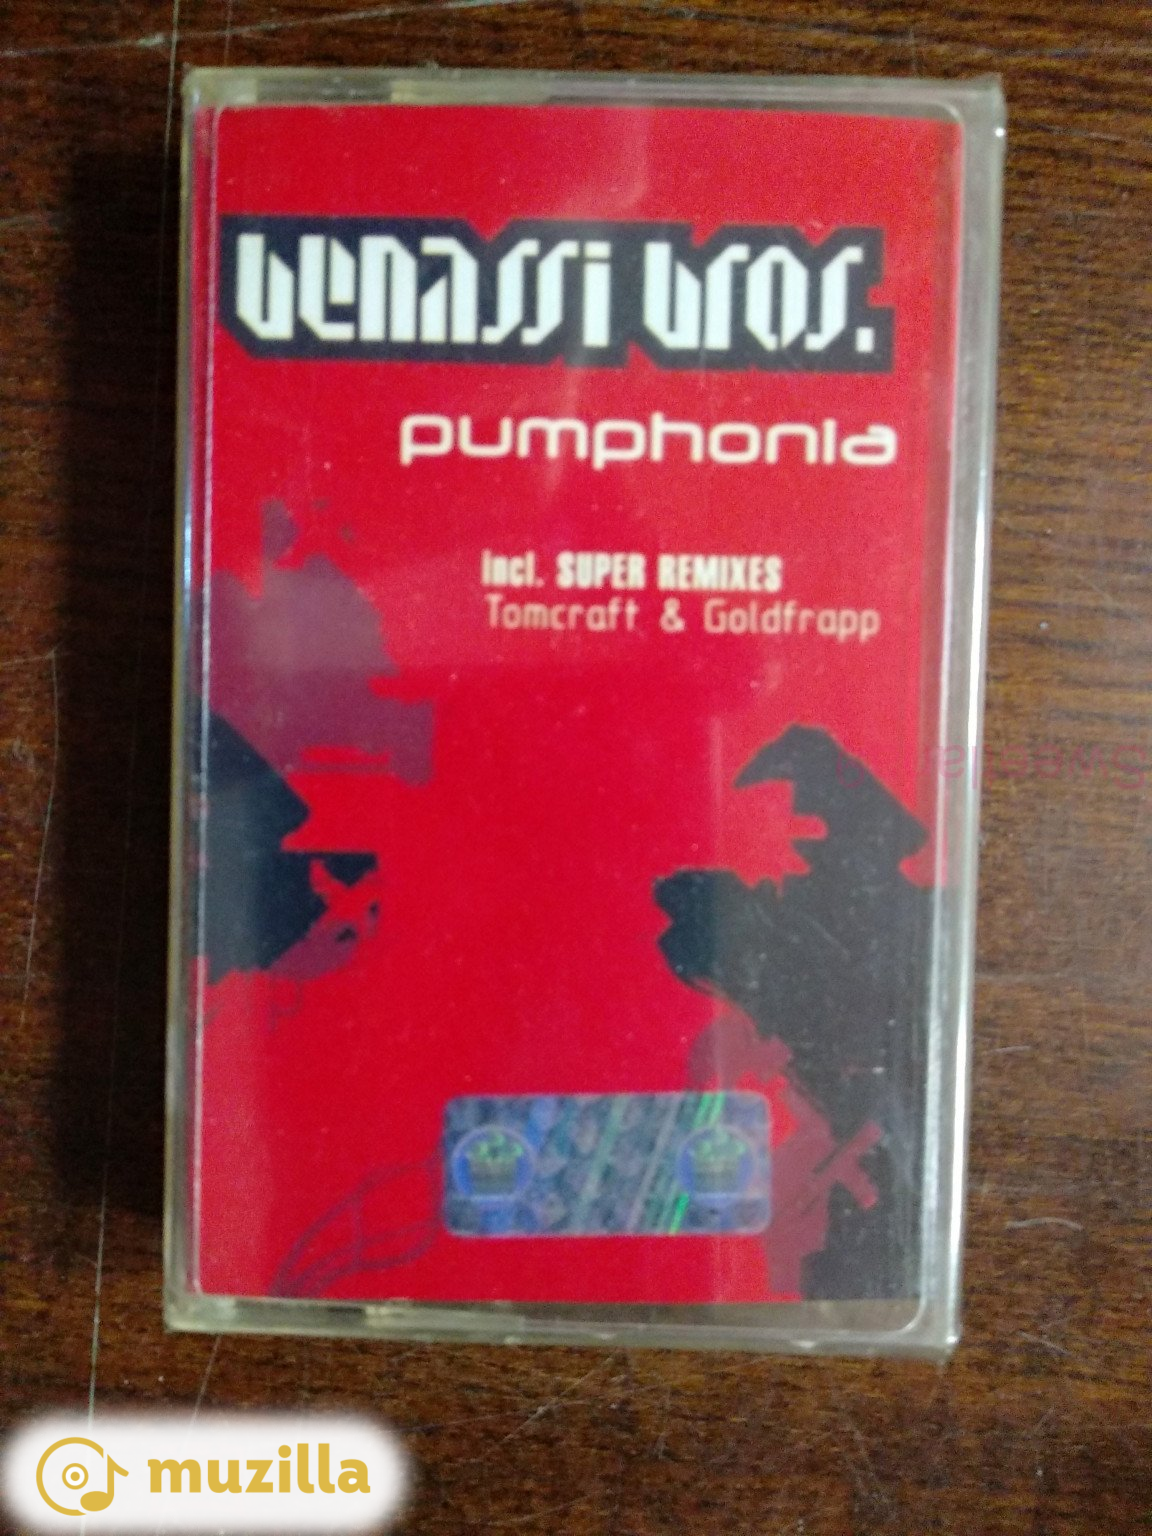 benassi bros.
pumphonia
incl. SUPER REMIXES
Tomcraft & Goldfrapp
muzilla